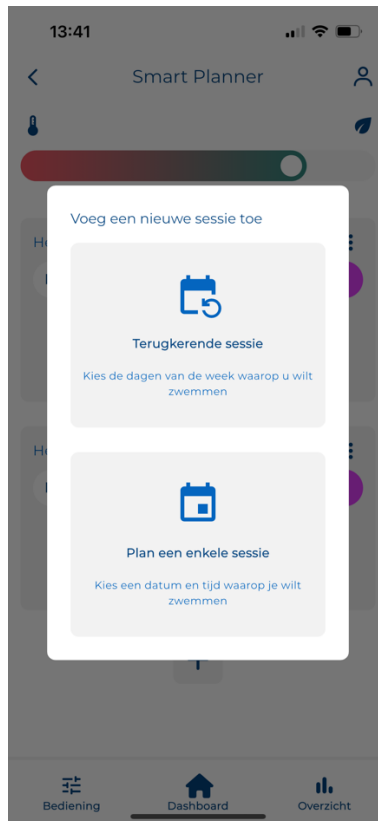 13:41
Smart Planner
Voeg een nieuwe sessie toe
Terugkerende sessie
Kies de dagen van de week waarop u wilt
zwemmen
Plan een enkele sessie
Kies een datum en tijd waarop je wilt
zwemmen
Bediening
Dashboard
Overzicht